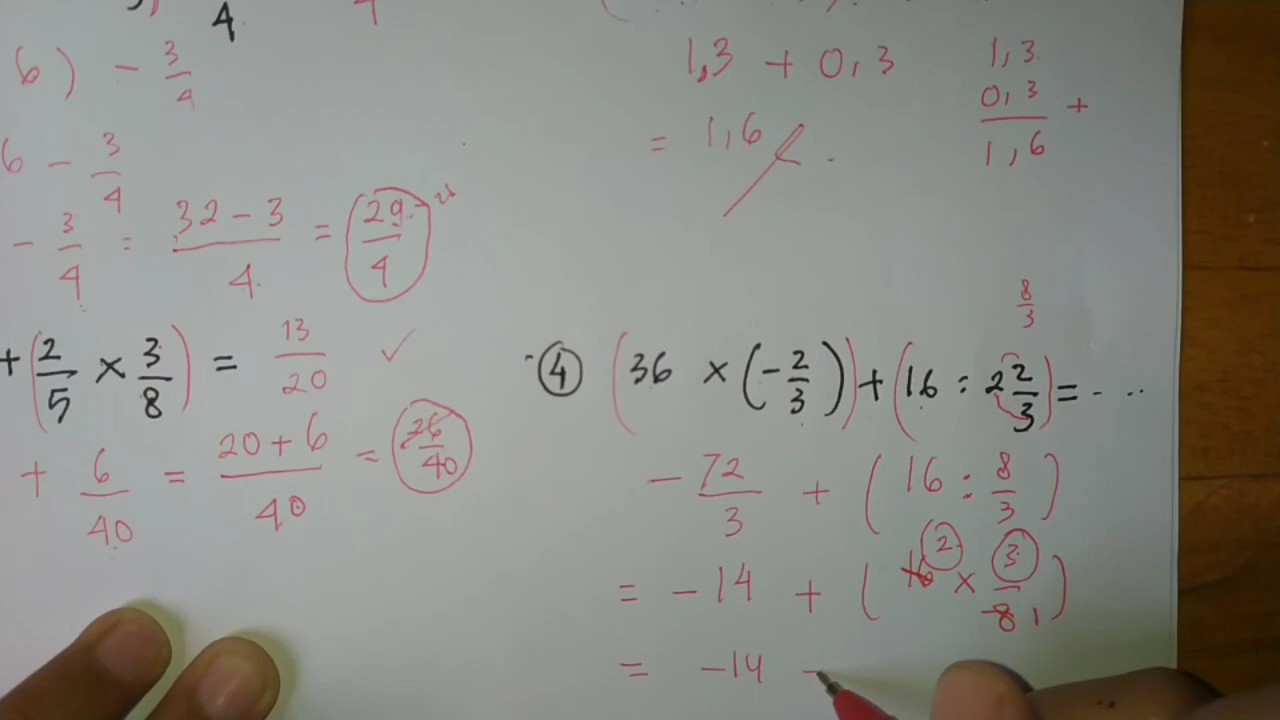 4
6) - 3/4
6 - 3/4
- 3/4 = 32 - 3/4 = 29/4
+ (2/5 × 3/8) = 13/20 ✓
+ 6/40 = 20 + 6/40 = 26/40
1,3 + 0,3
= 1,6
1,3
0,3 +
1,6
8/3
④ (36 × (- 2/3)) + (16 : 2 2/3) = ...
- 72/3 + (16 : 8/3)
= -14 + (16 2 × 3/8 1)
= -14 -